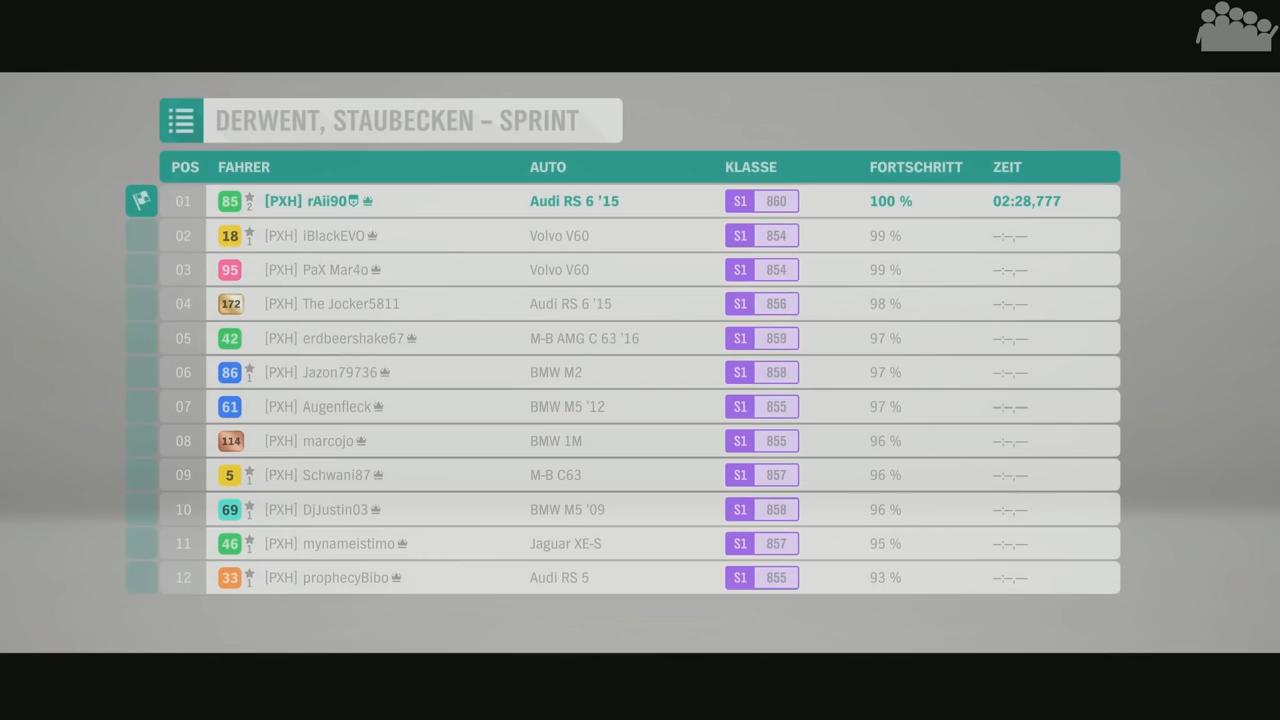 DERWENT, STAUBECKEN – SPRINT
POS FAHRER AUTO KLASSE FORTSCHRITT ZEIT
01 85 2 [PXH] rAii90 Audi RS 6 '15 S1 860 100 % 02:28,777
02 18 1 [PXH] iBlackEVO Volvo V60 S1 854 99 % –:–,–
03 95 [PXH] PaX Mar4o Volvo V60 S1 854 99 % –:–,–
04 172 [PXH] The Jocker5811 Audi RS 6 '15 S1 856 98 % –:–,–
05 42 [PXH] erdbeershake67 M-B AMG C 63 '16 S1 859 97 % –:–,–
06 86 1 [PXH] Jazon79736 BMW M2 S1 858 97 % –:–,–
07 61 [PXH] Augenfleck BMW M5 '12 S1 855 97 % –:–,–
08 114 [PXH] marcojo BMW 1M S1 855 96 % –:–,–
09 5 1 [PXH] Schwani87 M-B C63 S1 857 96 % –:–,–
10 69 1 [PXH] DjJustin03 BMW M5 '09 S1 858 96 % –:–,–
11 46 1 [PXH] mynameistimo Jaguar XE-S S1 857 95 % –:–,–
12 33 1 [PXH] prophecyBibo Audi RS 5 S1 855 93 % –:–,–